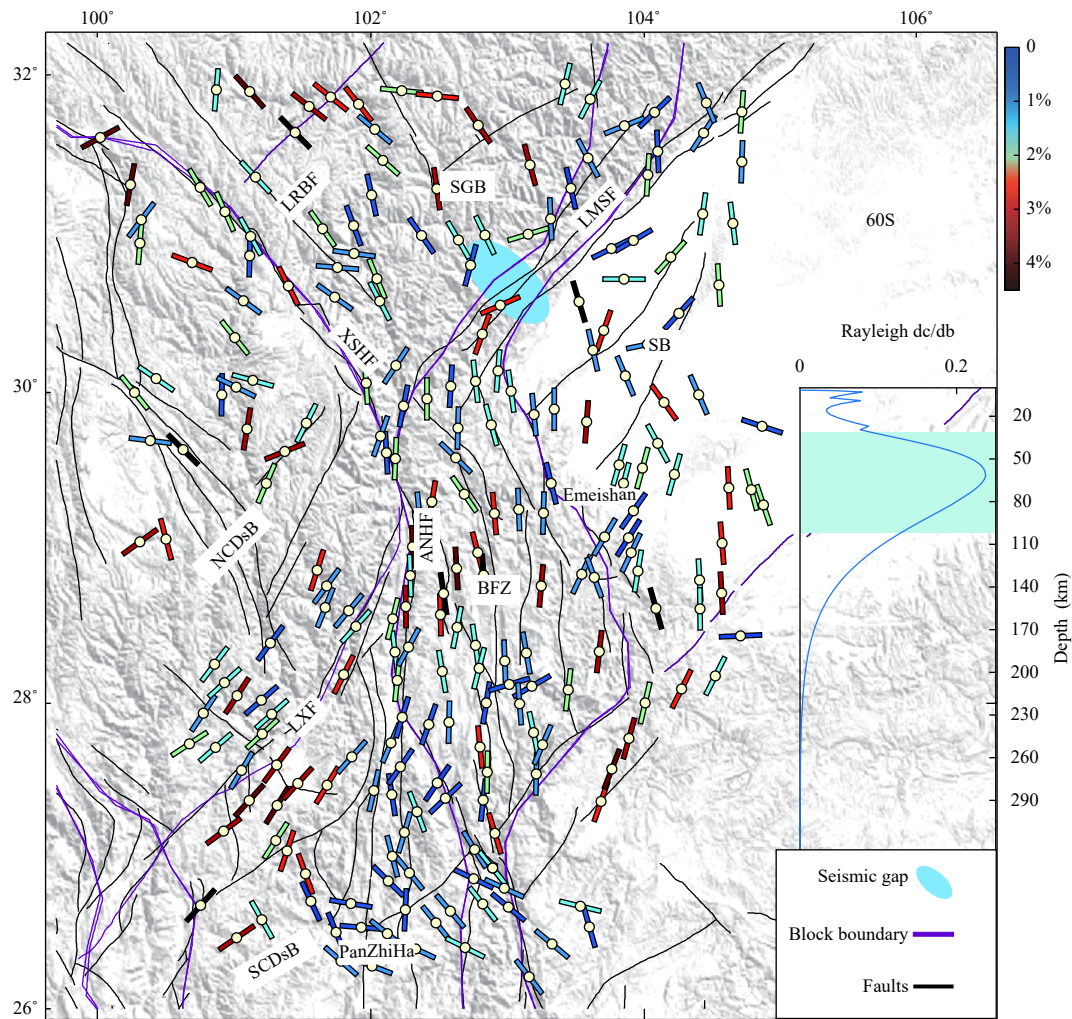 100° 102° 104° 106°
32°
30°
28°
26°
0
1%
2%
3%
4%
60S
LRBF
SGB
LMSF
XSHF
SB
Emeishan
NCDsB
ANHF
BFZ
LXF
SCDsB
PanZhiHa
Rayleigh dc/db
0 0.2
20
50
80
110
140
170
200
230
260
290
Depth (km)
Seismic gap
Block boundary
Faults